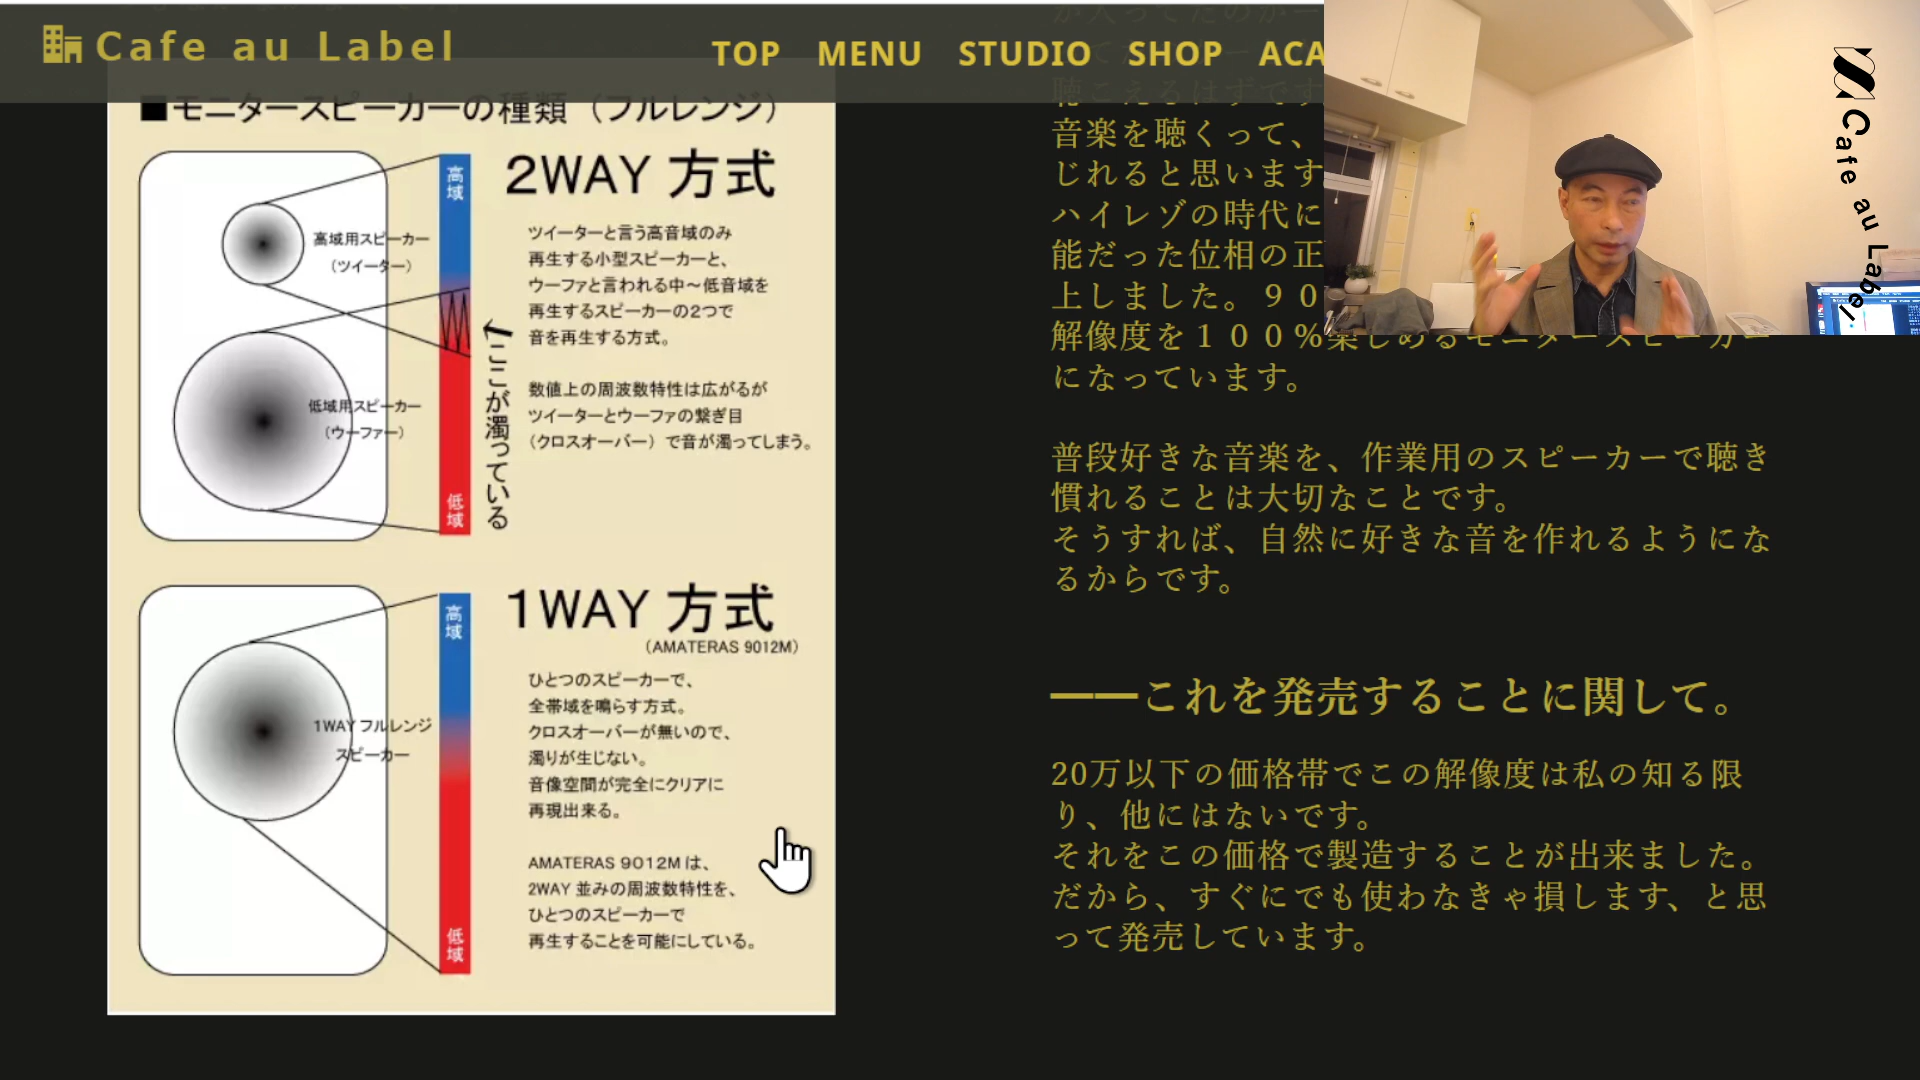 Cafe au Label
TOP MENU STUDIO SHOP ACA
■モニタースピーカーの種類（フルレンジ）
2WAY 方式
高域
高域用スピーカー
（ツイーター）
低域用スピーカー
（ウーファー）
低域
←ここが濁っている
ツイーターと言う高音域のみ
再生する小型スピーカーと、
ウーファと言われる中～低音域を
再生するスピーカーの2つで
音を再生する方式。
数値上の周波数特性は広がるが
ツイーターとウーファの繋ぎ目
（クロスオーバー）で音が濁ってしまう。
1WAY 方式
（AMATERAS 9012M）
高域
1WAY フルレンジ
スピーカー
低域
ひとつのスピーカーで、
全帯域を鳴らす方式。
クロスオーバーが無いので、
濁りが生じない。
音像空間が完全にクリアに
再現出来る。
AMATERAS 9012M は、
2WAY 並みの周波数特性を、
ひとつのスピーカーで
再生することを可能にしている。
聴こえるはずです
音楽を聴くって、
じれると思います
ハイレゾの時代に
能だった位相の正
上しました。９０
解像度を１００％楽しめるモニタースピーカー
になっています。
普段好きな音楽を、作業用のスピーカーで聴き
慣れることは大切なことです。
そうすれば、自然に好きな音を作れるようにな
るからです。
――これを発売することに関して。
20万以下の価格帯でこの解像度は私の知る限
り、他にはないです。
それをこの価格で製造することが出来ました。
だから、すぐにでも使わなきゃ損します、と思
って発売しています。
Cafe au Label